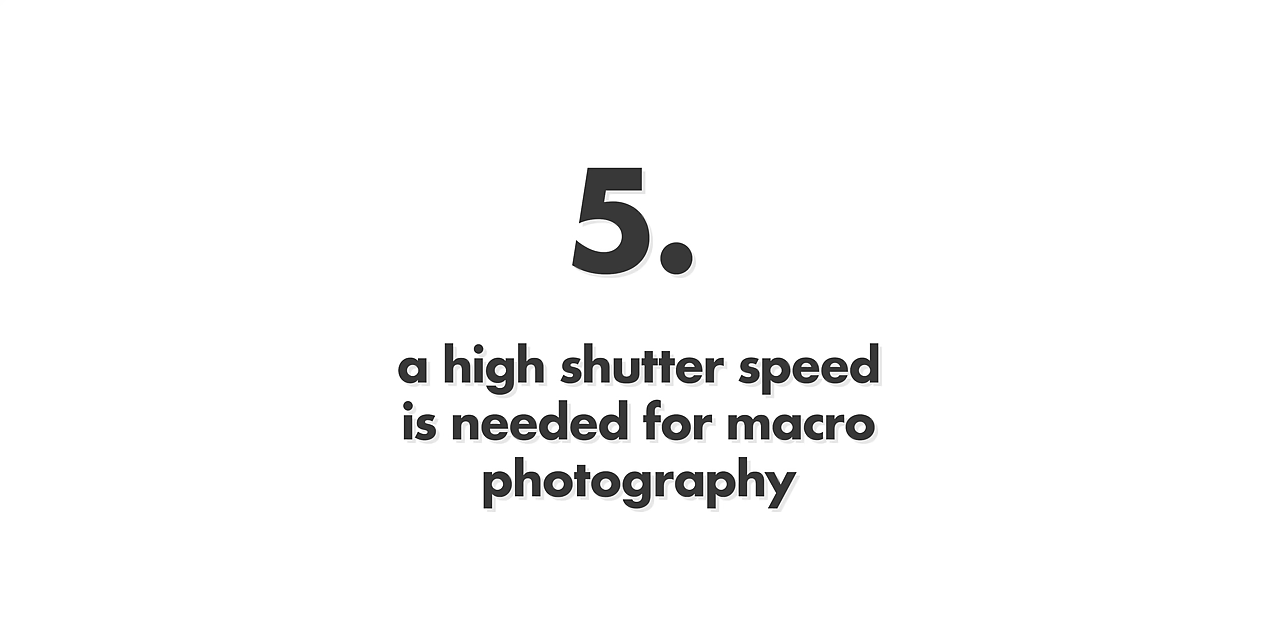 5.
a high shutter speed
is needed for macro
photography